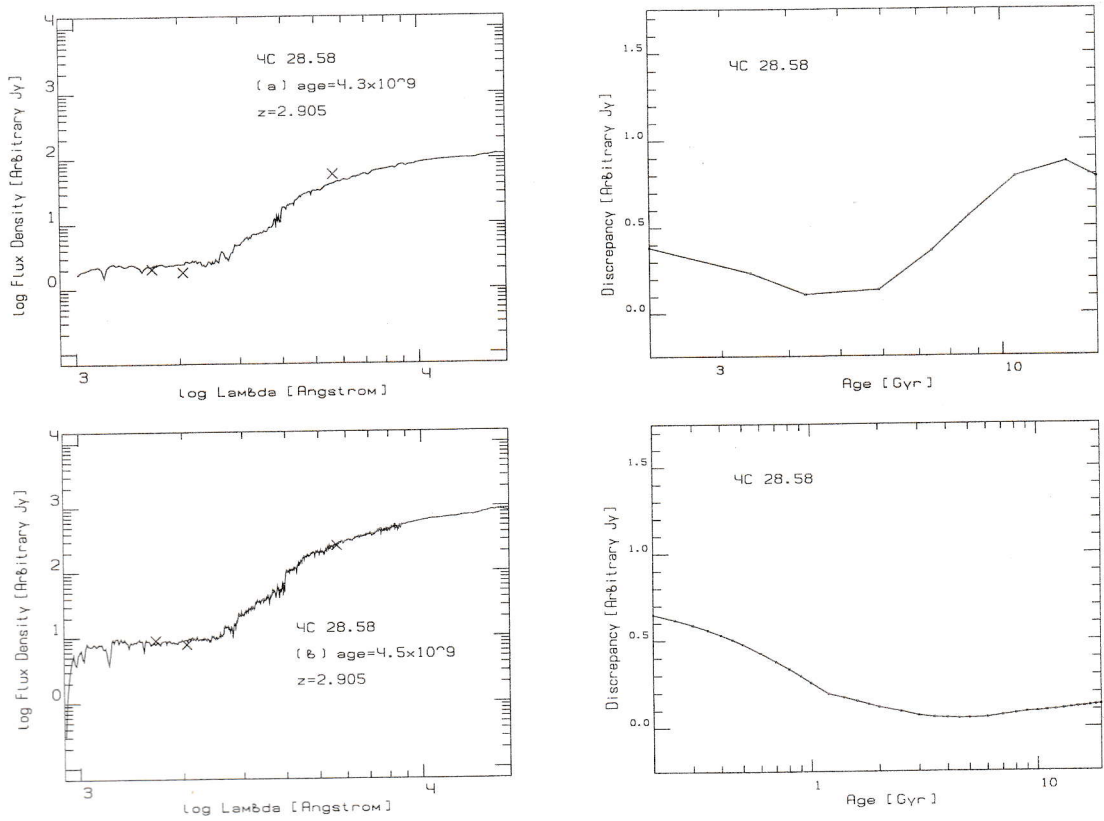 4
3
2
1
0
3
4
log Flux Density [Arbitrary Jy]
log Lambda [Angstrom]
4C 28.58
(a) age=4.3x10^9
z=2.905
1.5
1.0
0.5
0.0
3
10
Discrepancy [Arbitrary Jy]
Age [Gyr]
4C 28.58
4
3
2
1
0
3
4
log Flux Density [Arbitrary Jy]
log Lambda [Angstrom]
4C 28.58
(b) age=4.5x10^9
z=2.905
1.5
1.0
0.5
0.0
1
10
Discrepancy [Arbitrary Jy]
Age [Gyr]
4C 28.58